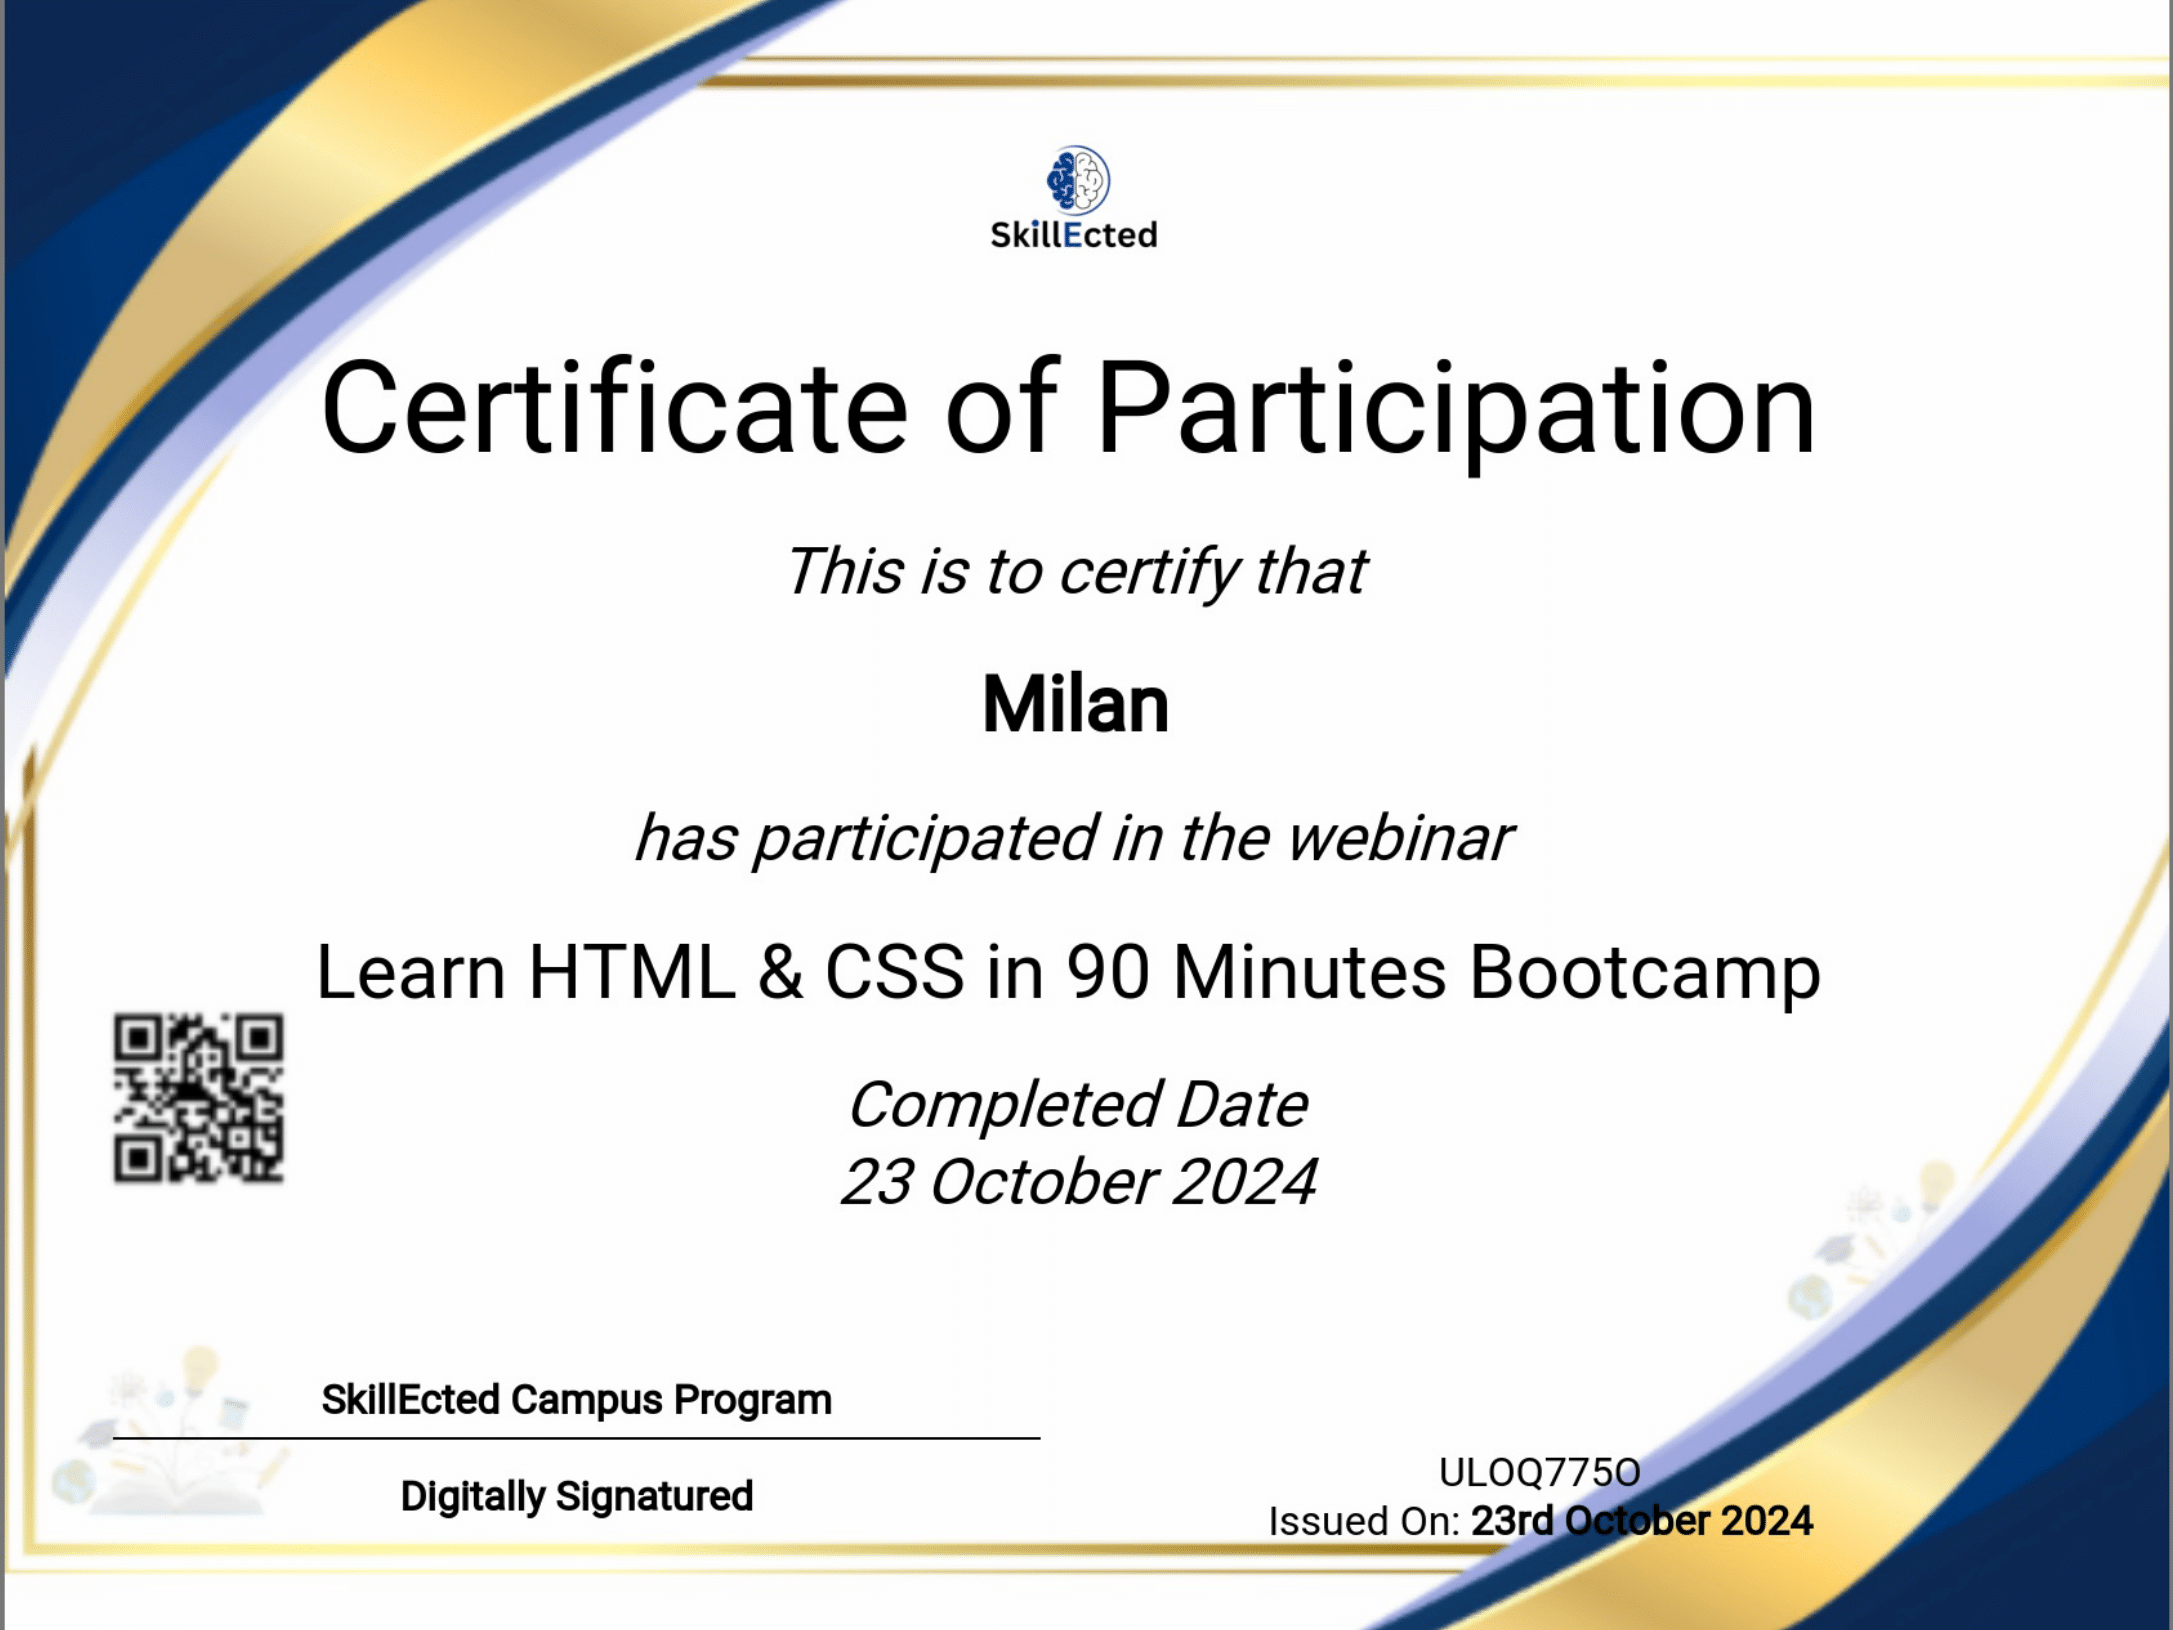 SkillEcted
Certificate of Participation
This is to certify that
Milan
has participated in the webinar
Learn HTML & CSS in 90 Minutes Bootcamp
Completed Date
23 October 2024
SkillEcted Campus Program
Digitally Signatured
ULOQ775O
Issued On: 23rd October 2024